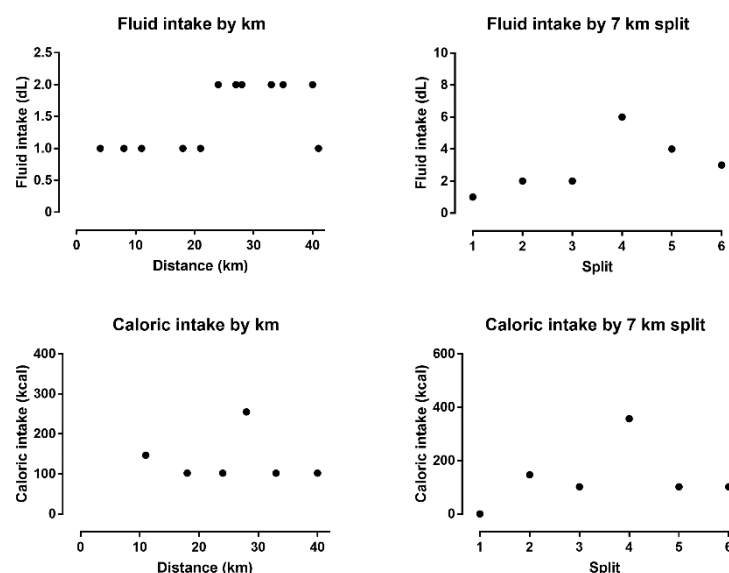 Fluid intake by km
Fluid intake (dL)
2.5
2.0
1.5
1.0
0.5
0
0 10 20 30 40
Distance (km)
Fluid intake by 7 km split
Fluid intake (dL)
10
8
6
4
2
0
1 2 3 4 5 6
Split
Caloric intake by km
Caloric intake (kcal)
400
300
200
100
0
0 10 20 30 40
Distance (km)
Caloric intake by 7 km split
Caloric intake (kcal)
600
400
200
0
1 2 3 4 5 6
Split